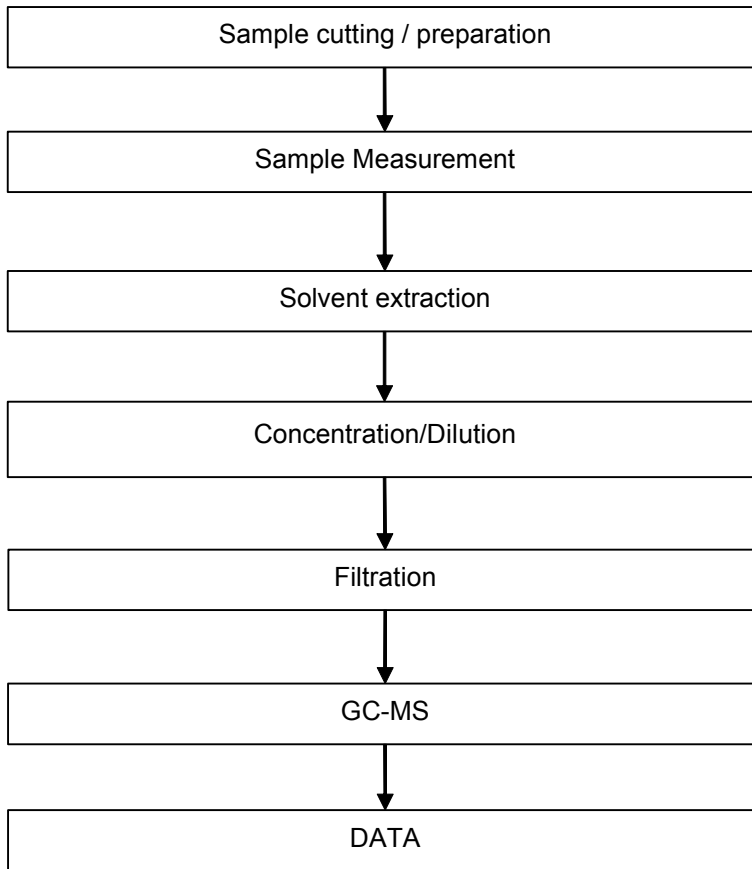 Sample cutting / preparation
Sample Measurement
Solvent extraction
Concentration/Dilution
Filtration
GC-MS
DATA